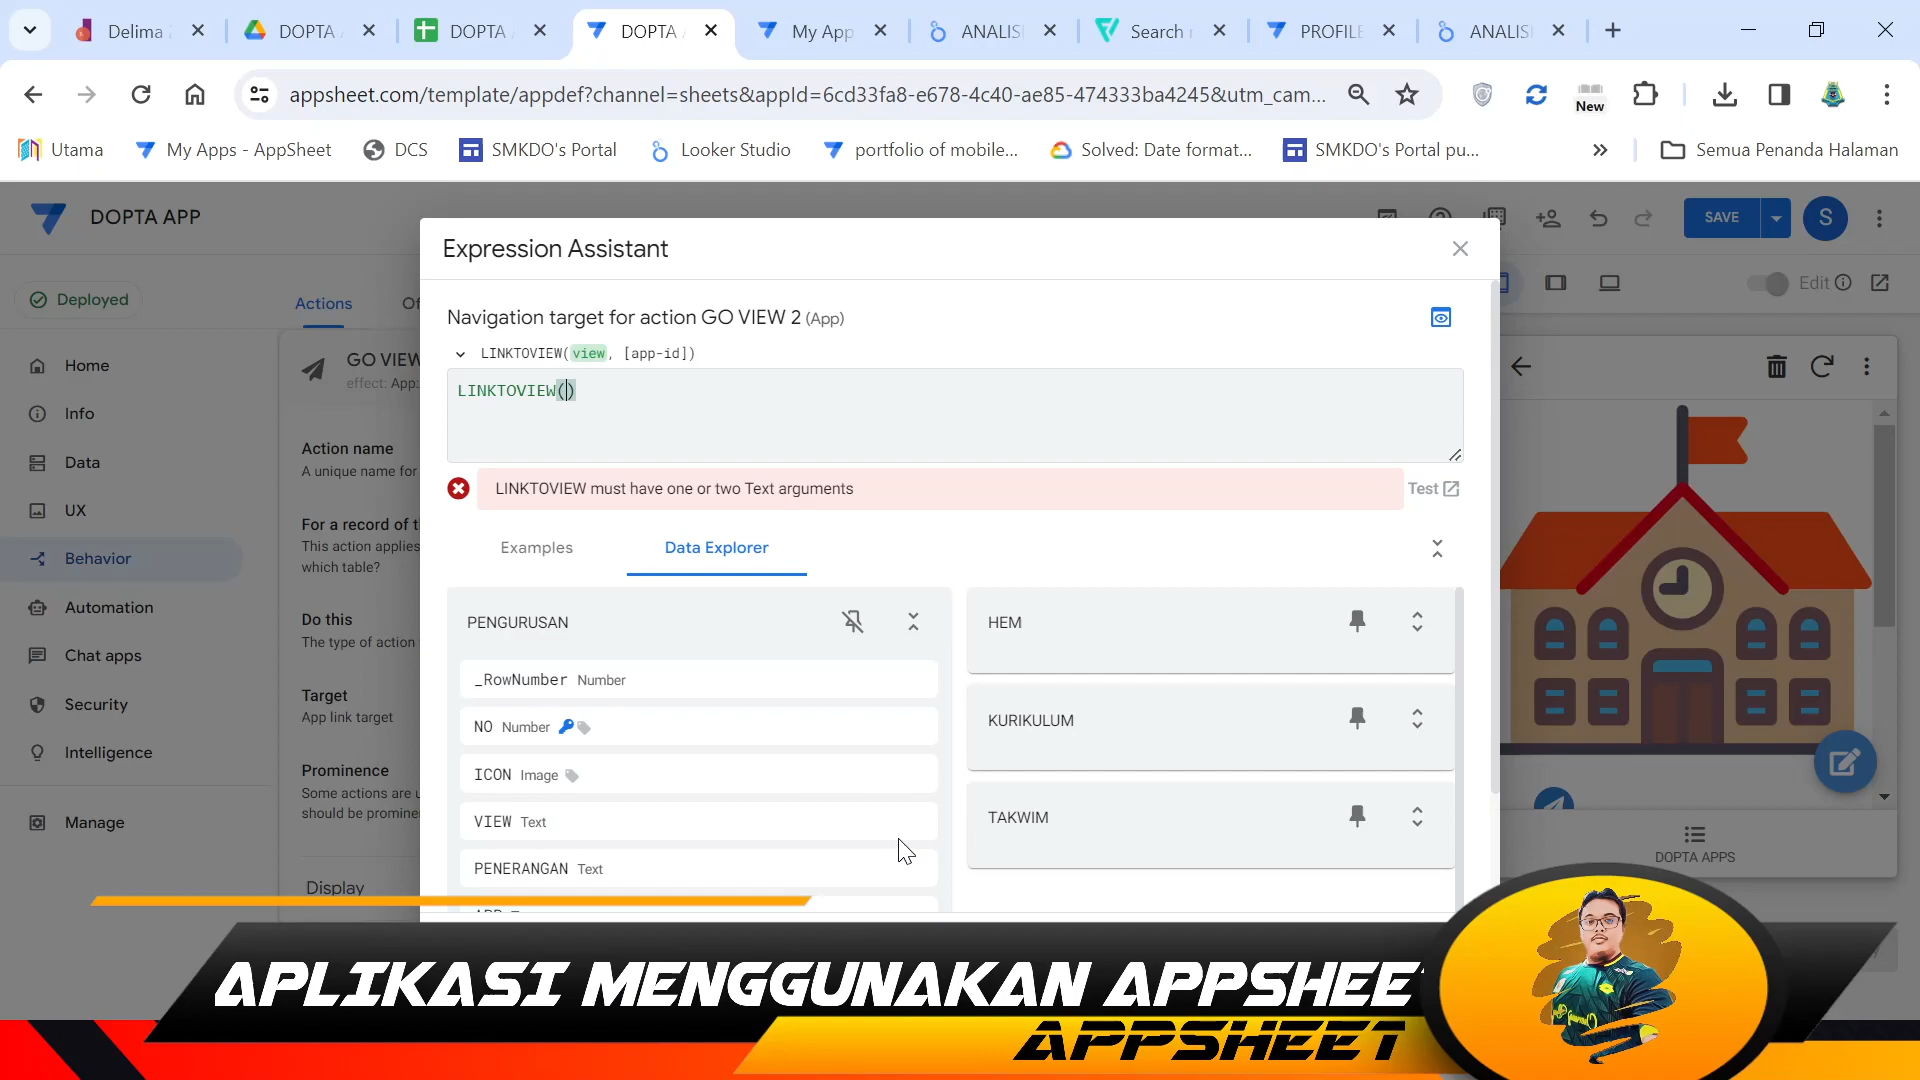 Delima
DOPTA
DOPTA
DOPTA
My App
ANALIS
Search
PROFILE
ANALIS
appsheet.com/template/appdef?channel=sheets&appId=6cd33fa8-e678-4c40-ae85-474333ba4245&utm_cam...
New
Utama
My Apps - AppSheet
DCS
SMKDO's Portal
Looker Studio
portfolio of mobile...
Solved: Date format...
SMKDO's Portal pu...
Semua Penanda Halaman
DOPTA APP
SAVE
S
Deployed
Actions
Edit
Home
Info
Data
UX
Behavior
Automation
Chat apps
Security
Intelligence
Manage
GO VIEW
effect: App:
Action name
A unique name for
For a record of t
This action applies
which table?
Do this
The type of action
Target
App link target
Prominence
Some actions are u
should be promine
Display
Expression Assistant
Navigation target for action GO VIEW 2 (App)
LINKTOVIEW(view, [app-id])
LINKTOVIEW()
LINKTOVIEW must have one or two Text arguments
Test
Examples
Data Explorer
PENGURUSAN
_RowNumber Number
NO Number
ICON Image
VIEW Text
PENERANGAN Text
HEM
KURIKULUM
TAKWIM
DOPTA APPS
APLIKASI MENGGUNAKAN APPSHEE
APPSHEET